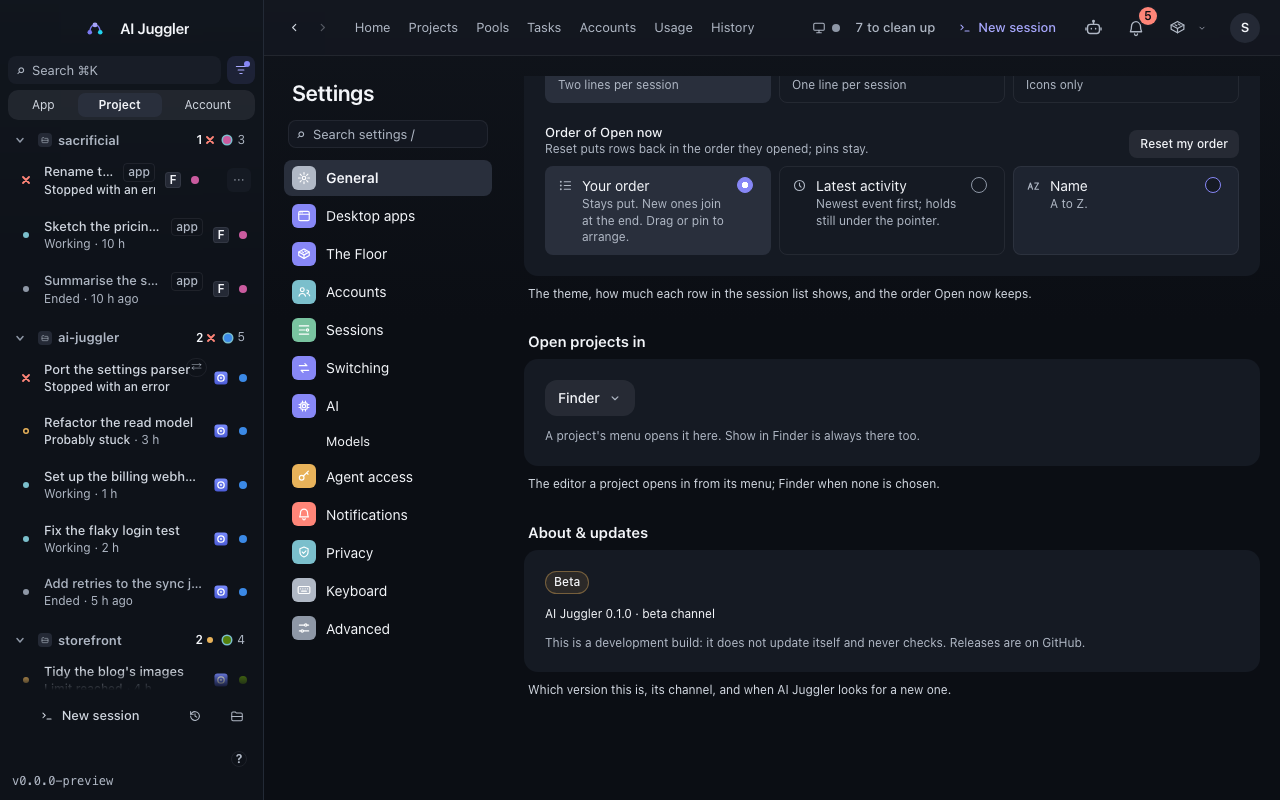 AI Juggler
Search ⌘K
App
Project
Account
sacrificial
1
3
Rename t...
app
F
Stopped with an err
Sketch the pricin...
app
F
Working · 10 h
Summarise the s...
app
F
Ended · 10 h ago
ai-juggler
2
5
Port the settings parser
Stopped with an error
Refactor the read model
Probably stuck · 3 h
Set up the billing webh...
Working · 1 h
Fix the flaky login test
Working · 2 h
Add retries to the sync j...
Ended · 5 h ago
storefront
2
4
Tidy the blog's images
New session
?
v0.0.0-preview
Home
Projects
Pools
Tasks
Accounts
Usage
History
7 to clean up
New session
5
S
Settings
Search settings /
General
Desktop apps
The Floor
Accounts
Sessions
Switching
AI
Models
Agent access
Notifications
Privacy
Keyboard
Advanced
Two lines per session
One line per session
Icons only
Order of Open now
Reset puts rows back in the order they opened; pins stay.
Reset my order
Your order
Stays put. New ones join
at the end. Drag or pin to
arrange.
Latest activity
Newest event first; holds
still under the pointer.
AZ
Name
A to Z.
The theme, how much each row in the session list shows, and the order Open now keeps.
Open projects in
Finder
A project's menu opens it here. Show in Finder is always there too.
The editor a project opens in from its menu; Finder when none is chosen.
About & updates
Beta
AI Juggler 0.1.0 · beta channel
This is a development build: it does not update itself and never checks. Releases are on GitHub.
Which version this is, its channel, and when AI Juggler looks for a new one.